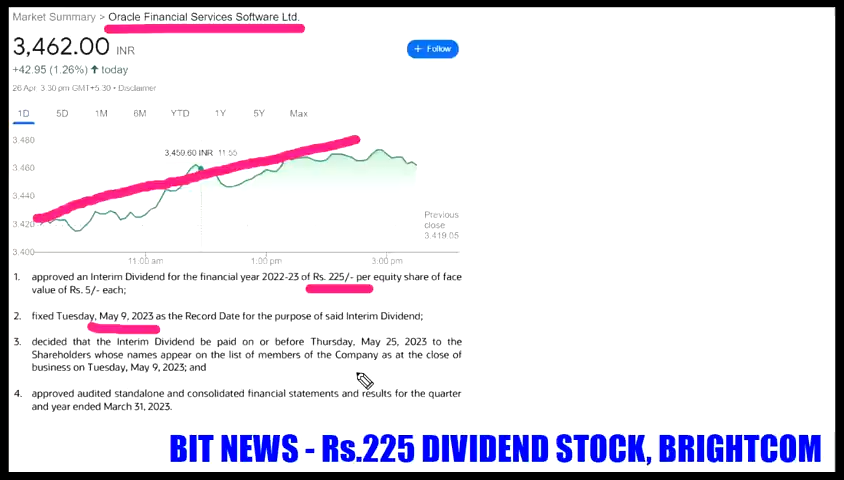 Market Summary > Oracle Financial Services Software Ltd.
3,462.00 INR
+ Follow
+42.95 (1.26%) ↑ today
26 Apr, 3:30 pm GMT+5:30 • Disclaimer
1D 5D 1M 6M YTD 1Y 5Y Max
3,480
3,459.60 INR 11:55
3,460
3,440
3,420
Previous
close
3,419.05
3,400
11:00 am 1:00 pm 3:00 pm
1. approved an Interim Dividend for the financial year 2022-23 of Rs. 225/- per equity share of face
value of Rs. 5/- each;
2. fixed Tuesday, May 9, 2023 as the Record Date for the purpose of said Interim Dividend;
3. decided that the Interim Dividend be paid on or before Thursday, May 25, 2023 to the
Shareholders whose names appear on the list of members of the Company as at the close of
business on Tuesday, May 9, 2023; and
4. approved audited standalone and consolidated financial statements and results for the quarter
and year ended March 31, 2023.
BIT NEWS - Rs.225 DIVIDEND STOCK, BRIGHTCOM